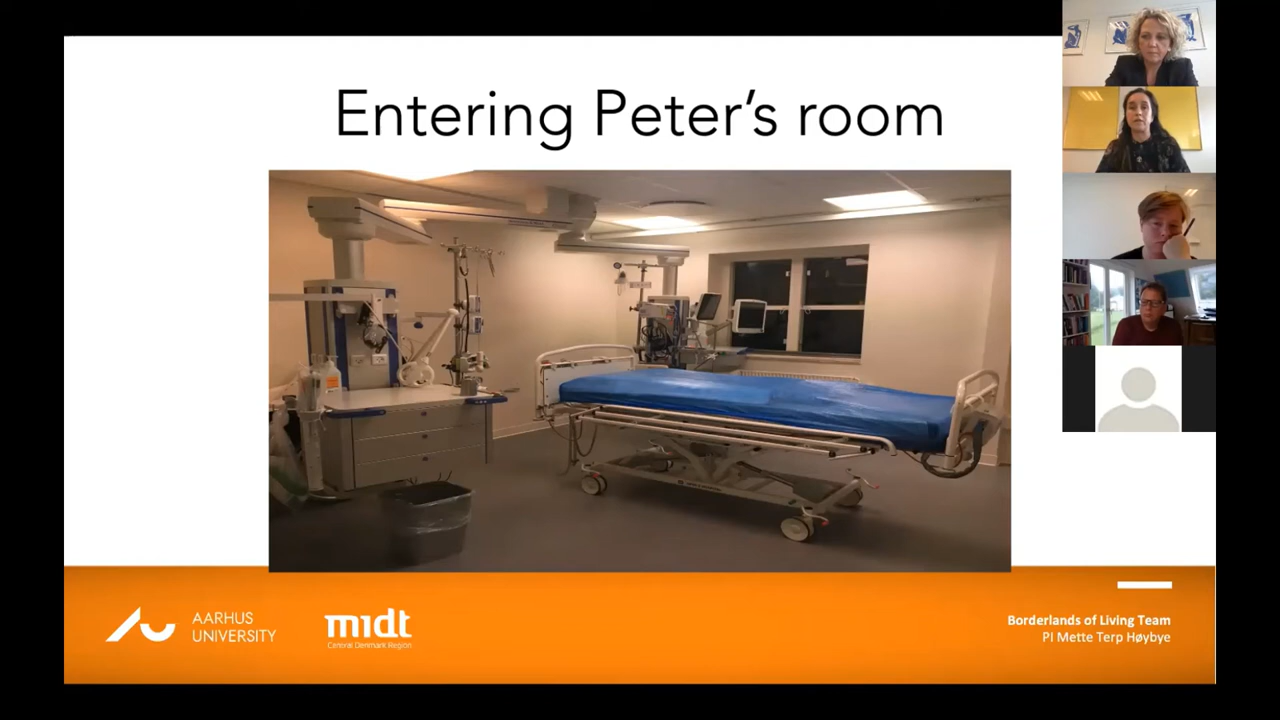 Entering Peter's room
AARHUS
UNIVERSITY
midt
Central Denmark Region
Borderlands of Living Team
PI Mette Terp Høybye